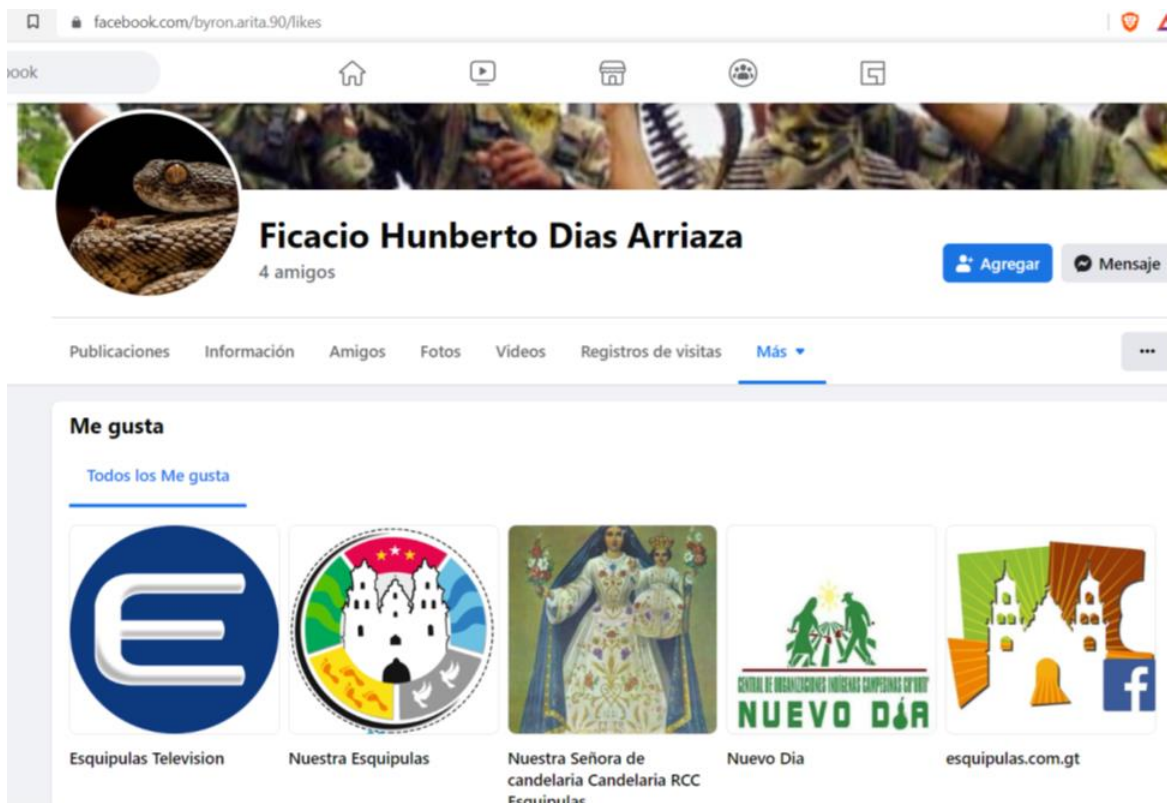 facebook.com/byron.arita.90/likes
ook
Ficacio Hunberto Dias Arriaza
4 amigos
Agregar
Mensaje
Publicaciones Información Amigos Fotos Videos Registros de visitas Más
Me gusta
Todos los Me gusta
E
CENTRAL DE ORGANIZACIONES INDÍGENAS CAMPESINAS CH'ORTI'
NUEVO DÍA
f
Esquipulas Television
Nuestra Esquipulas
Nuestra Señora de
candelaria Candelaria RCC
Esquipulas
Nuevo Dia
esquipulas.com.gt